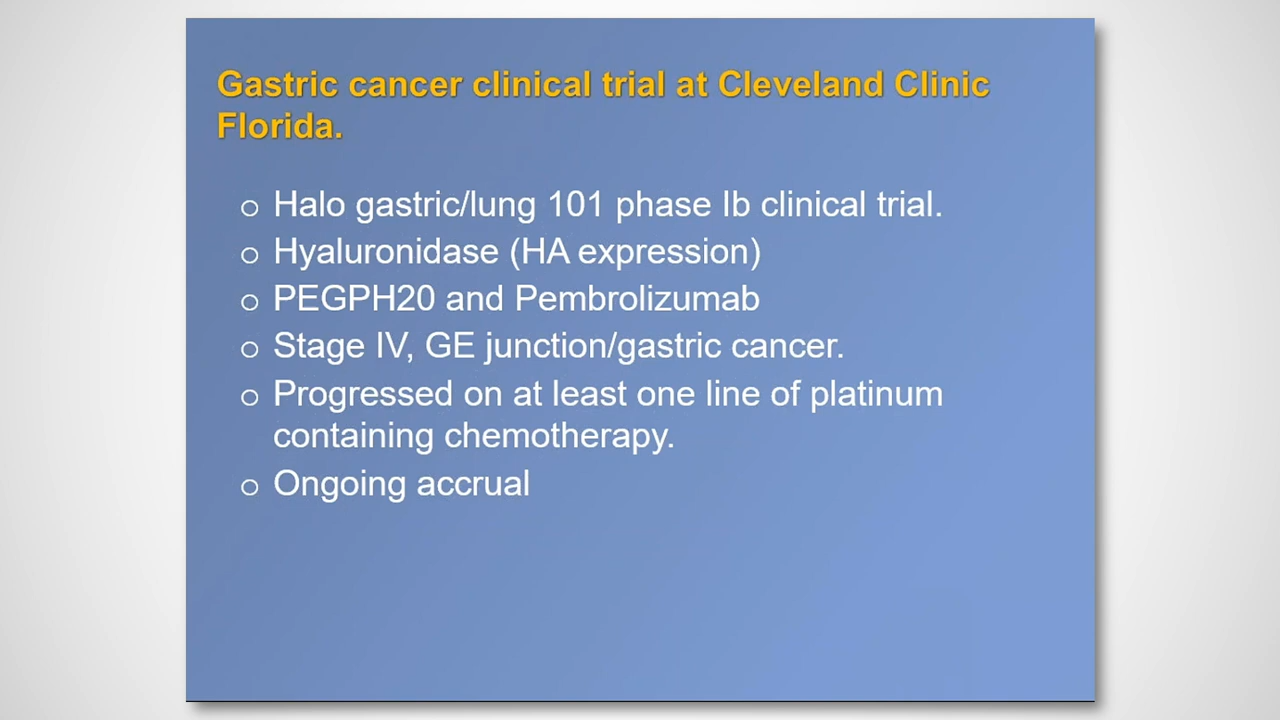 Gastric cancer clinical trial at Cleveland Clinic
Florida.
o Halo gastric/lung 101 phase Ib clinical trial.
o Hyaluronidase (HA expression)
o PEGPH20 and Pembrolizumab
o Stage IV, GE junction/gastric cancer.
o Progressed on at least one line of platinum
containing chemotherapy.
o Ongoing accrual